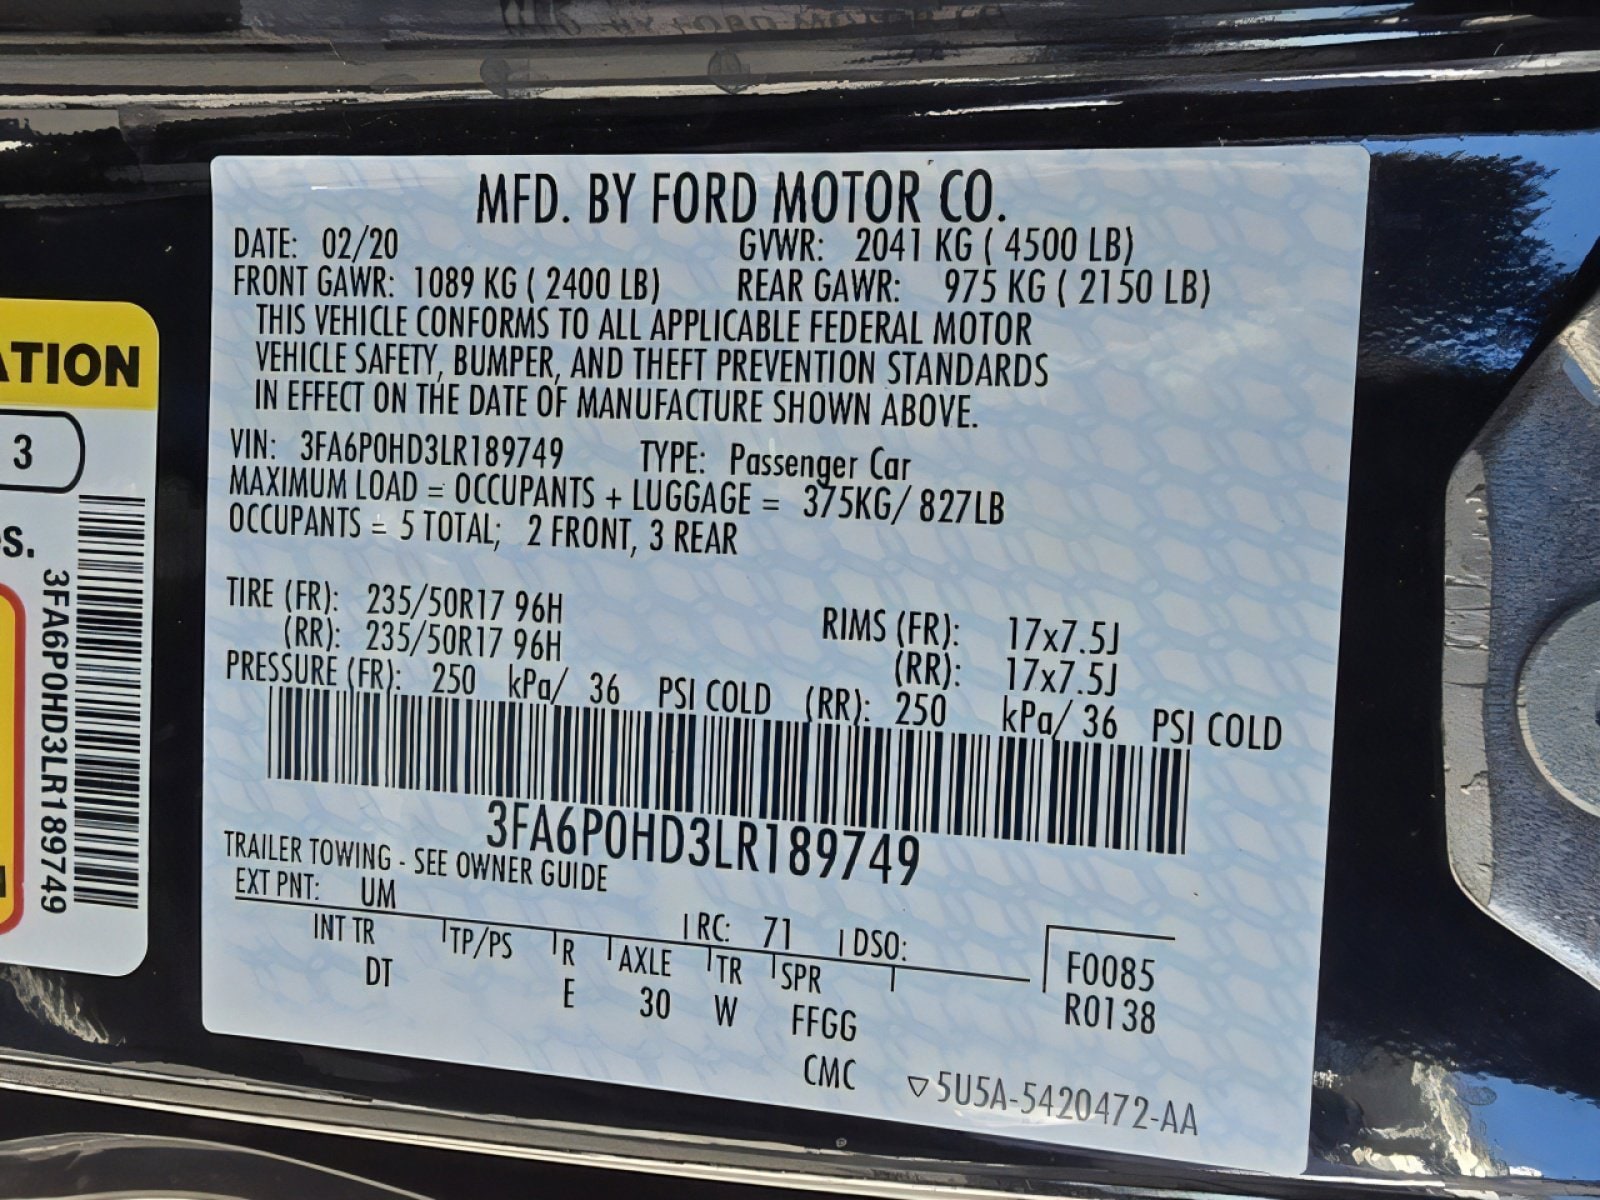 MFD. BY FORD MOTOR CO.
DATE: 02/20 GVWR: 2041 KG ( 4500 LB)
FRONT GAWR: 1089 KG ( 2400 LB) REAR GAWR: 975 KG ( 2150 LB)
THIS VEHICLE CONFORMS TO ALL APPLICABLE FEDERAL MOTOR
VEHICLE SAFETY, BUMPER, AND THEFT PREVENTION STANDARDS
IN EFFECT ON THE DATE OF MANUFACTURE SHOWN ABOVE.
VIN: 3FA6P0HD3LR189749 TYPE: Passenger Car
MAXIMUM LOAD = OCCUPANTS + LUGGAGE = 375KG/ 827LB
OCCUPANTS = 5 TOTAL; 2 FRONT, 3 REAR
TIRE (FR): 235/50R17 96H RIMS (FR): 17x7.5J
(RR): 235/50R17 96H (RR): 17x7.5J
PRESSURE (FR): 250 kPa/ 36 PSI COLD (RR): 250 kPa/ 36 PSI COLD
3FA6P0HD3LR189749
TRAILER TOWING - SEE OWNER GUIDE
EXT PNT: UM RC: 71 DSO:
INT TR TP/PS R AXLE TR SPR F0085
DT E 30 W FFGG R0138
CMC
▽5U5A-5420472-AA
ATION
3
s.
3FA6P0HD3LR189749